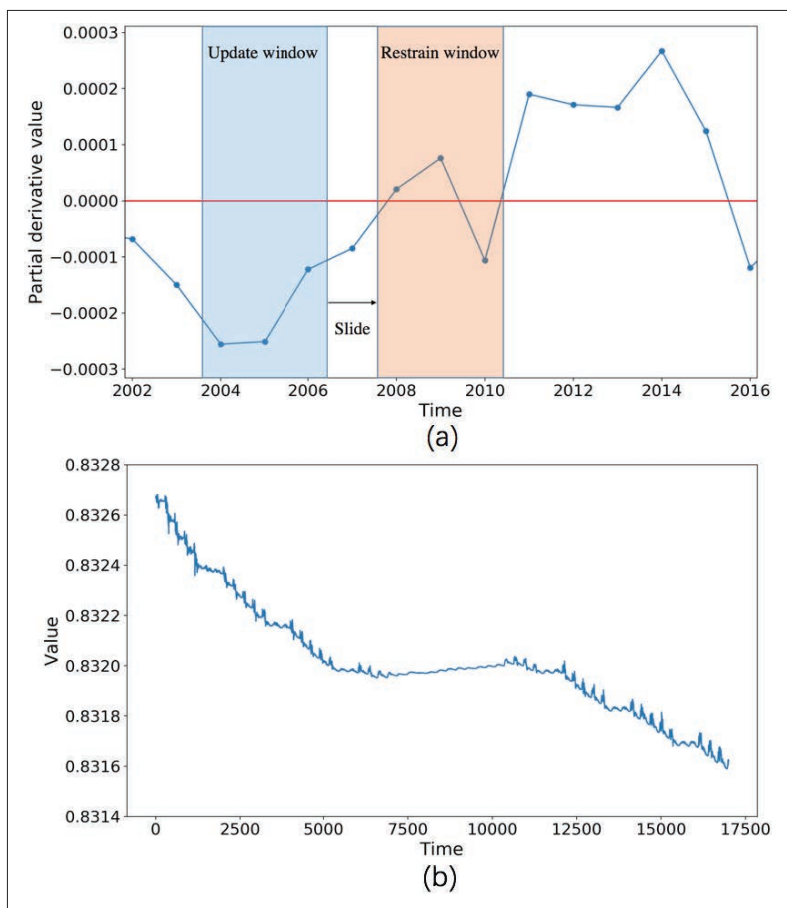 0.0003
Update window
Restrain window
0.0002
0.0001
0.0000
−0.0001
−0.0002
−0.0003
Slide
Partial derivative value
2002 2004 2006 2008 2010 2012 2014 2016
Time
(a)
0.8328
0.8326
0.8324
0.8322
0.8320
0.8318
0.8316
0.8314
Value
0 2500 5000 7500 10000 12500 15000 17500
Time
(b)